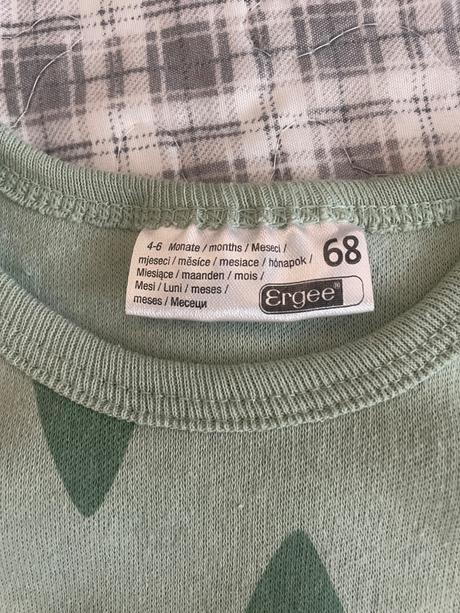 4-6 Monate / months / Meseci /
mjeseci / měsíce / mesiace / hónapok /
Miesiące / maanden / mois /
Mesi / Luni / meses /
meses / Месеци
68
Ergee®